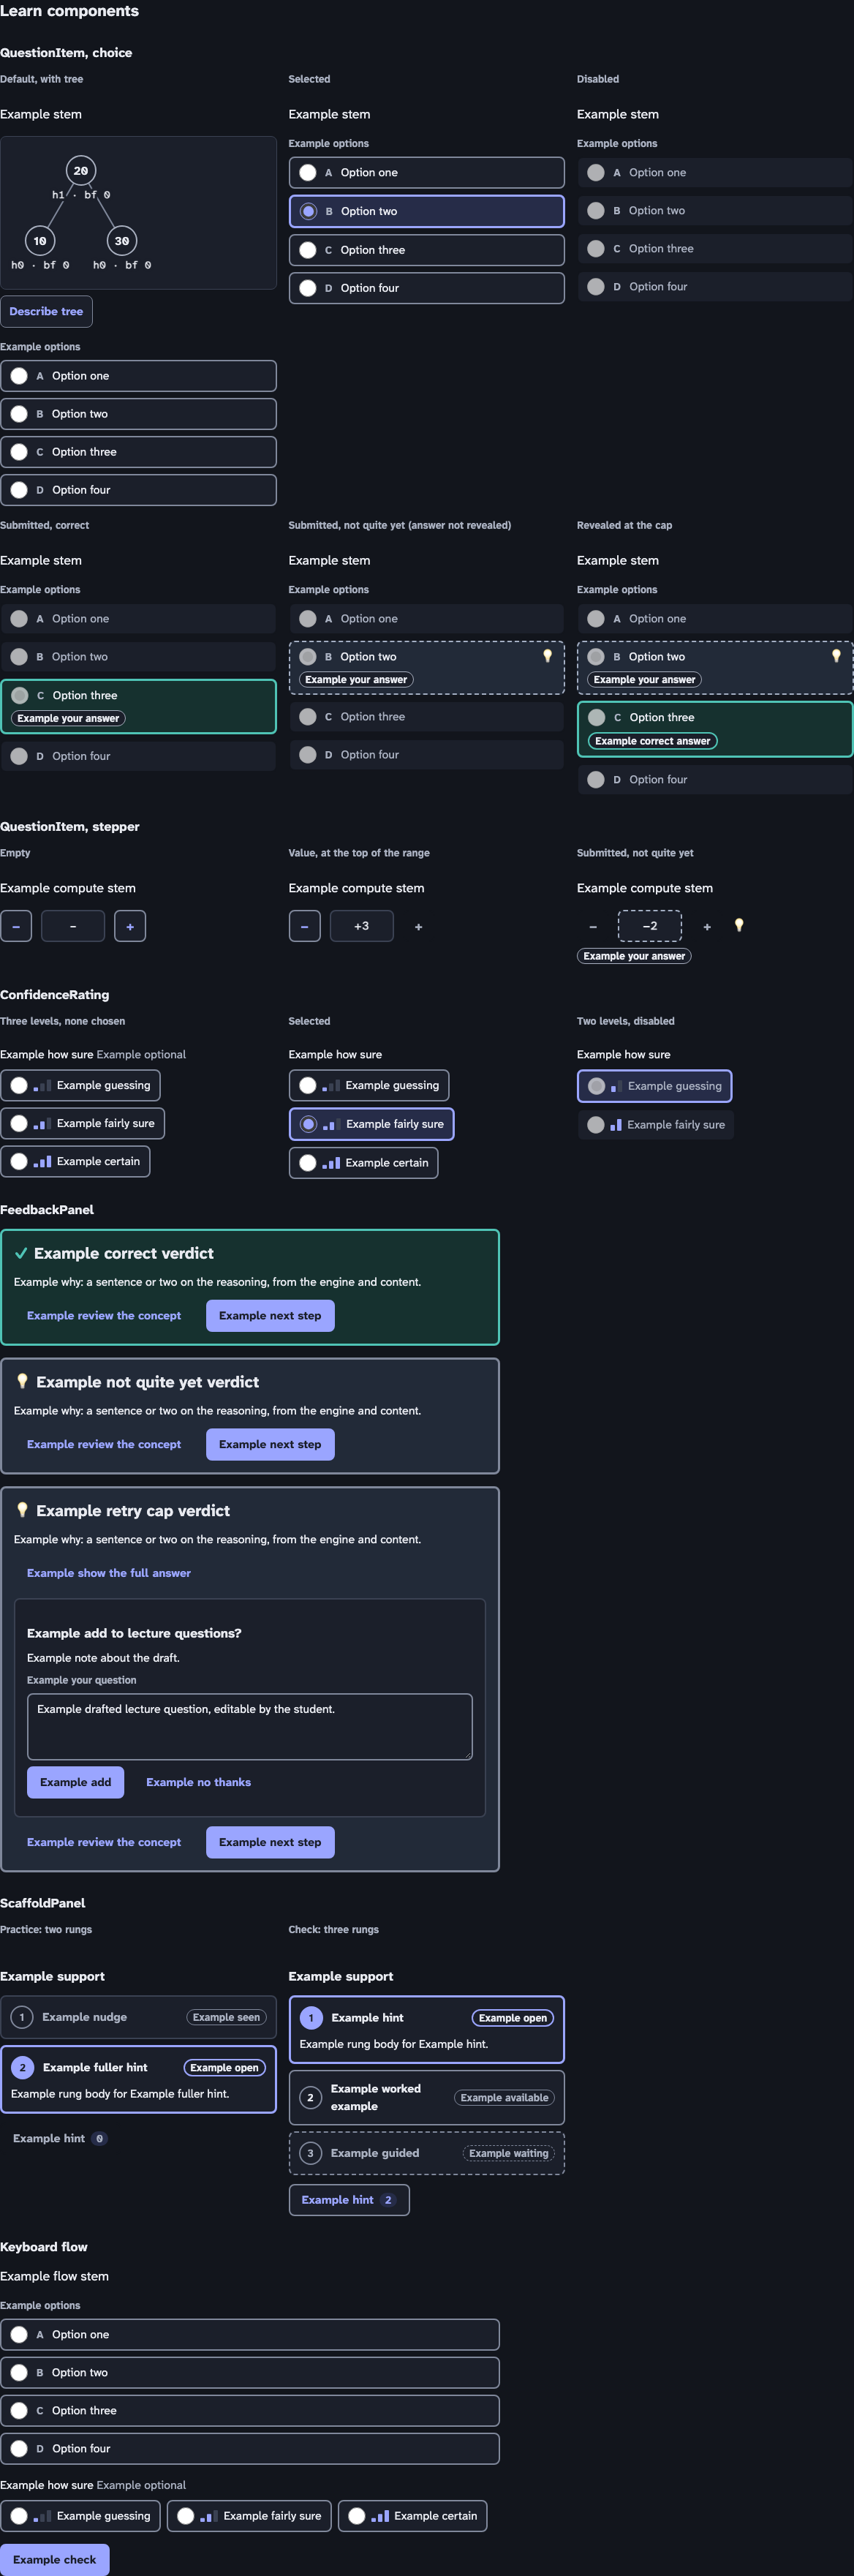 Learn components
QuestionItem, choice
Default, with tree
Example stem
20
h1 · bf 0
10
30
h0 · bf 0
h0 · bf 0
Describe tree
Example options
A Option one
B Option two
C Option three
D Option four
Selected
Example stem
Example options
A Option one
B Option two
C Option three
D Option four
Disabled
Example stem
Example options
A Option one
B Option two
C Option three
D Option four
Submitted, correct
Example stem
Example options
A Option one
B Option two
C Option three
Example your answer
D Option four
Submitted, not quite yet (answer not revealed)
Example stem
Example options
A Option one
B Option two
Example your answer
C Option three
D Option four
Revealed at the cap
Example stem
Example options
A Option one
B Option two
Example your answer
C Option three
Example correct answer
D Option four
QuestionItem, stepper
Empty
Example compute stem
− – +
Value, at the top of the range
Example compute stem
− +3 +
Submitted, not quite yet
Example compute stem
− −2 +
Example your answer
ConfidenceRating
Three levels, none chosen
Example how sure Example optional
Example guessing
Example fairly sure
Example certain
Selected
Example how sure
Example guessing
Example fairly sure
Example certain
Two levels, disabled
Example how sure
Example guessing
Example fairly sure
FeedbackPanel
Example correct verdict
Example why: a sentence or two on the reasoning, from the engine and content.
Example review the concept
Example next step
Example not quite yet verdict
Example why: a sentence or two on the reasoning, from the engine and content.
Example review the concept
Example next step
Example retry cap verdict
Example why: a sentence or two on the reasoning, from the engine and content.
Example show the full answer
Example add to lecture questions?
Example note about the draft.
Example your question
Example drafted lecture question, editable by the student.
Example add
Example no thanks
Example review the concept
Example next step
ScaffoldPanel
Practice: two rungs
Example support
1 Example nudge Example seen
2 Example fuller hint Example open
Example rung body for Example fuller hint.
Example hint 0
Check: three rungs
Example support
1 Example hint Example open
Example rung body for Example hint.
2 Example worked example Example available
3 Example guided Example waiting
Example hint 2
Keyboard flow
Example flow stem
Example options
A Option one
B Option two
C Option three
D Option four
Example how sure Example optional
Example guessing
Example fairly sure
Example certain
Example check